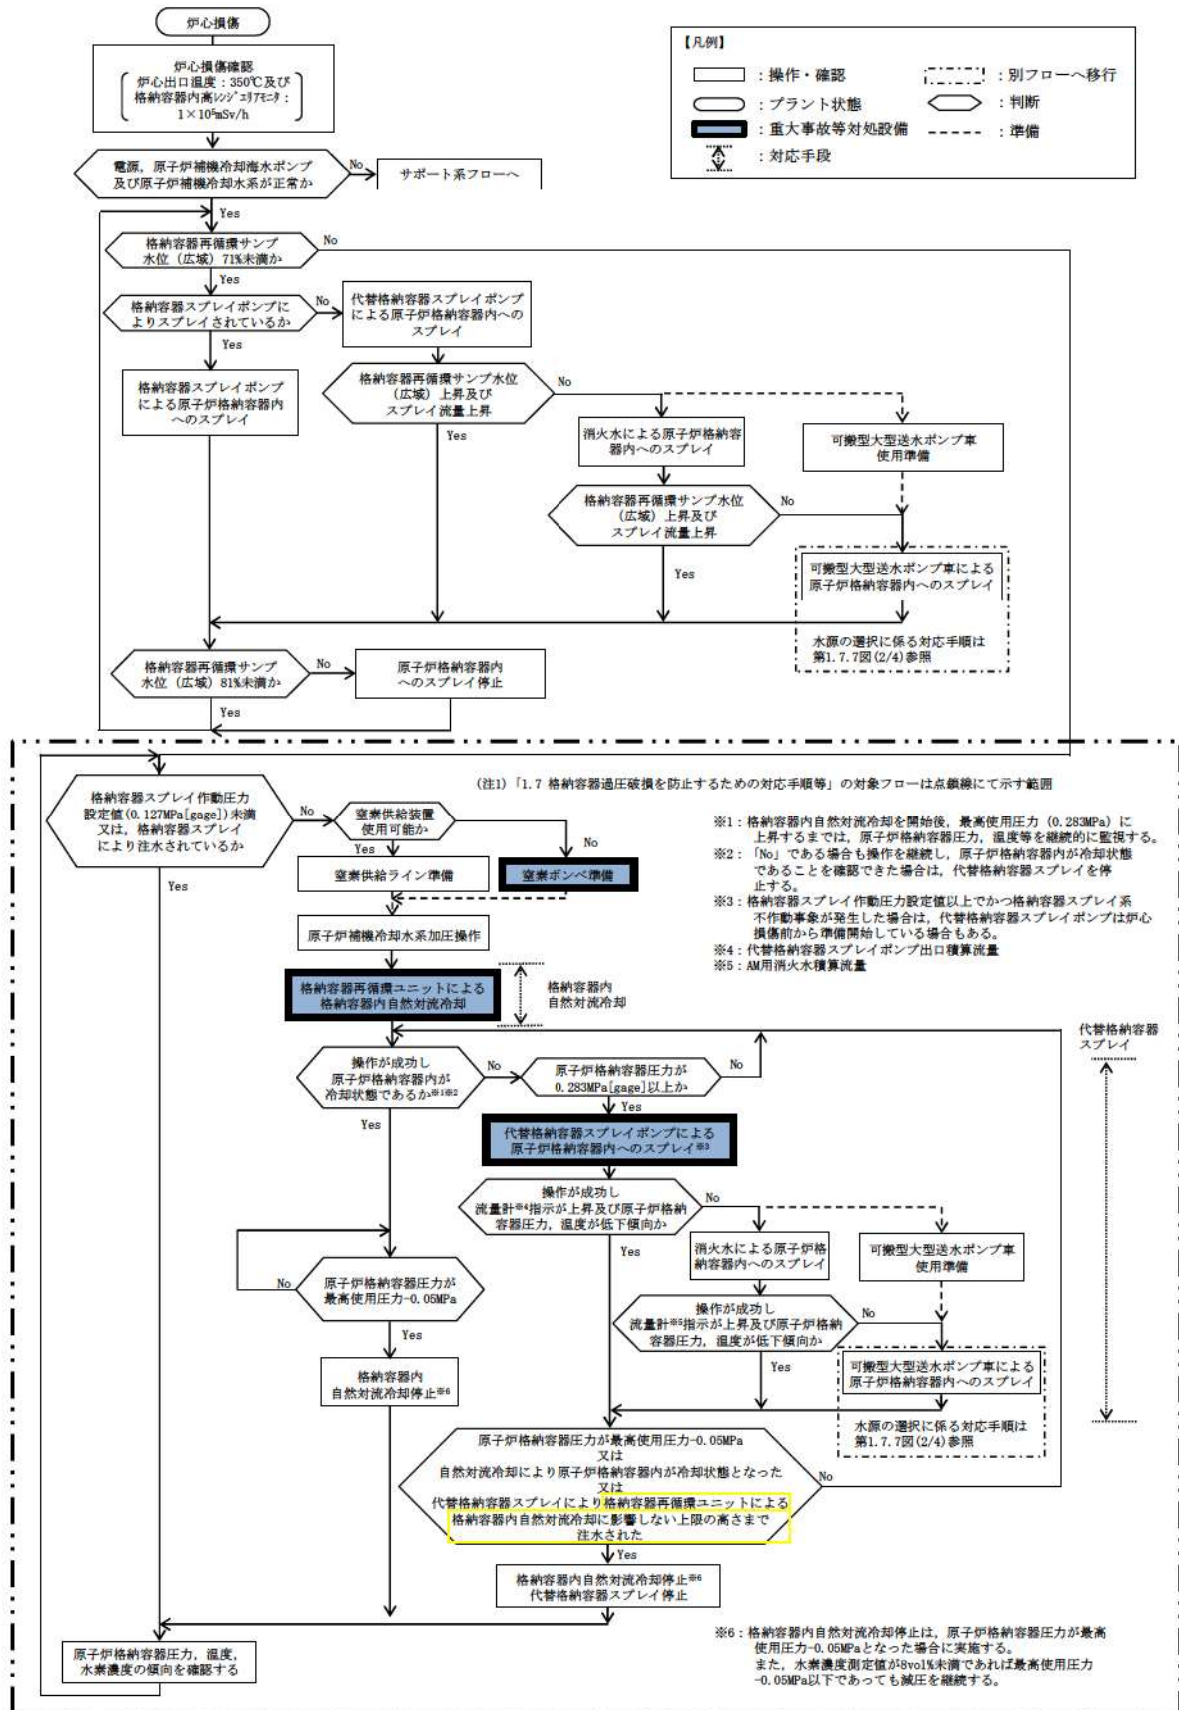 炉心損傷
炉心損傷確認
炉心出口温度：350℃及び
格納容器内高ﾚﾝｼﾞｴﾘｱﾓﾆﾀ：
1×10⁵mSv/h
【凡例】
：操作・確認
：別フローへ移行
：プラント状態
：判断
：重大事故等対処設備
：準備
：対応手段
電源，原子炉補機冷却海水ポンプ
及び原子炉補機冷却水系が正常か
No
サポート系フローへ
Yes
格納容器再循環サンプ
水位（広域）71%未満か
No
Yes
格納容器スプレイポンプに
よりスプレイされているか
No
代替格納容器スプレイポンプ
による原子炉格納容器内への
スプレイ
Yes
格納容器スプレイポンプ
による原子炉格納容器内
へのスプレイ
格納容器再循環サンプ水位
（広域）上昇及び
スプレイ流量上昇
No
Yes
消火水による原子炉格納容
器内へのスプレイ
可搬型大型送水ポンプ車
使用準備
格納容器再循環サンプ水位
（広域）上昇及び
スプレイ流量上昇
No
Yes
可搬型大型送水ポンプ車による
原子炉格納容器内へのスプレイ
水源の選択に係る対応手順は
第1.7.7図(2/4)参照
格納容器再循環サンプ
水位（広域）81%未満か
No
原子炉格納容器内
へのスプレイ停止
Yes
(注1)「1.7 格納容器過圧破損を防止するための対応手順等」の対象フローは点鎖線にて示す範囲
格納容器スプレイ作動圧力
設定値(0.127MPa[gage])未満
又は，格納容器スプレイ
により注水されているか
No
Yes
窒素供給装置
使用可能か
Yes
No
窒素供給ライン準備
窒素ボンベ準備
原子炉補機冷却水系加圧操作
格納容器再循環ユニットによる
格納容器内自然対流冷却
格納容器内
自然対流冷却
※1：格納容器内自然対流冷却を開始後，最高使用圧力（0.283MPa）に
上昇するまでは，原子炉格納容器圧力，温度等を継続的に監視する。
※2：「No」である場合も操作を継続し，原子炉格納容器内が冷却状態
であることを確認できた場合は，代替格納容器スプレイを停
止する。
※3：格納容器スプレイ作動圧力設定値以上でかつ格納容器スプレイ系
不作動事象が発生した場合は，代替格納容器スプレイポンプは炉心
損傷前から準備開始している場合もある。
※4：代替格納容器スプレイポンプ出口積算流量
※5：AM用消火水積算流量
代替格納容器
スプレイ
操作が成功し
原子炉格納容器内が
冷却状態であるか※1※2
No
Yes
原子炉格納容器圧力が
0.283MPa[gage]以上か
No
Yes
代替格納容器スプレイポンプによる
原子炉格納容器内へのスプレイ※3
操作が成功し
流量計※4指示が上昇及び原子炉格納
容器圧力，温度が低下傾向か
No
Yes
消火水による原子炉格
納容器内へのスプレイ
可搬型大型送水ポンプ車
使用準備
操作が成功し
流量計※5指示が上昇及び原子炉格納
容器圧力，温度が低下傾向か
No
Yes
可搬型大型送水ポンプ車による
原子炉格納容器内へのスプレイ
水源の選択に係る対応手順は
第1.7.7図(2/4)参照
原子炉格納容器圧力が
最高使用圧力-0.05MPa
No
Yes
格納容器内
自然対流冷却停止※6
原子炉格納容器圧力が最高使用圧力-0.05MPa
又は
自然対流冷却により原子炉格納容器内が冷却状態となった
又は
代替格納容器スプレイにより格納容器再循環ユニットによる
格納容器内自然対流冷却に影響しない上限の高さまで
注水された
No
Yes
格納容器内自然対流冷却停止※6
代替格納容器スプレイ停止
原子炉格納容器圧力，温度，
水素濃度の傾向を確認する
※6：格納容器内自然対流冷却停止は，原子炉格納容器圧力が最高
使用圧力-0.05MPaとなった場合に実施する。
また，水素濃度測定値が8vol%未満であれば最高使用圧力
-0.05MPa以下であっても減圧を継続する。